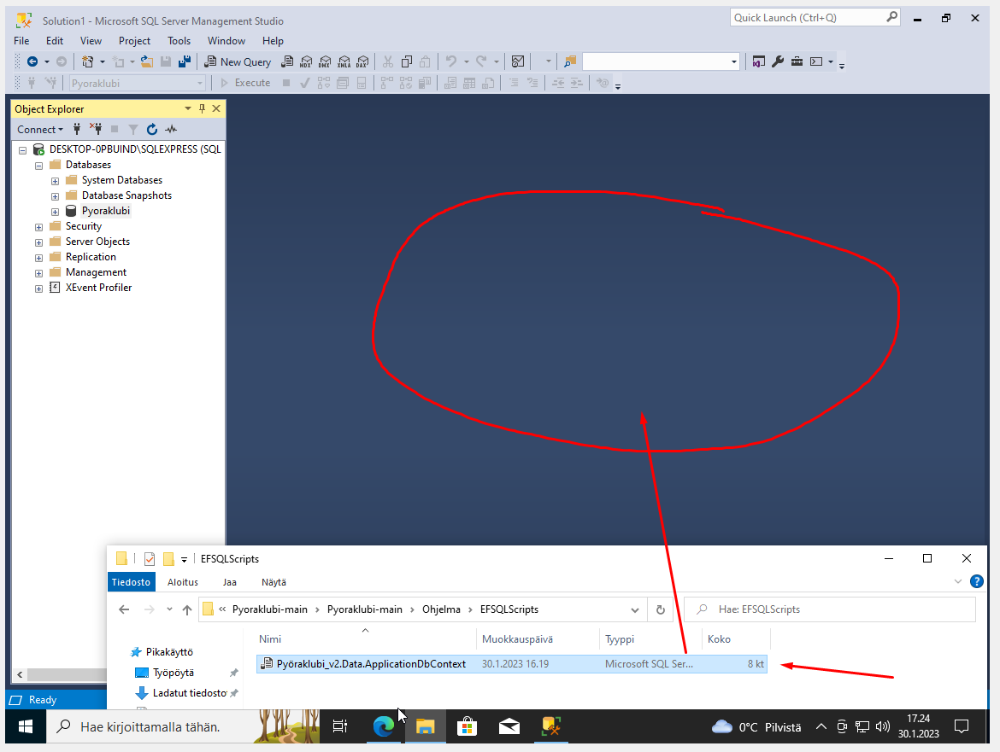 Solution1 - Microsoft SQL Server Management Studio
Quick Launch (Ctrl+Q)
File Edit View Project Tools Window Help
New Query MDX DMX XMLA DAX
Pyoraklubi Execute
Object Explorer
Connect
DESKTOP-0PBUIND\SQLEXPRESS (SQL
Databases
System Databases
Database Snapshots
Pyoraklubi
Security
Server Objects
Replication
Management
XEvent Profiler
Ready
EFSQLScripts
Tiedosto Aloitus Jaa Näytä
« Pyoraklubi-main › Pyoraklubi-main › Ohjelma › EFSQLScripts
Hae: EFSQLScripts
Nimi Muokkauspäivä Tyyppi Koko
Pikakäyttö
Pyöraklubi_v2.Data.ApplicationDbContext 30.1.2023 16.19 Microsoft SQL Ser... 8 kt
Työpöytä
Ladatut tiedosto
Hae kirjoittamalla tähän.
0°C Pilvistä
17.24
30.1.2023